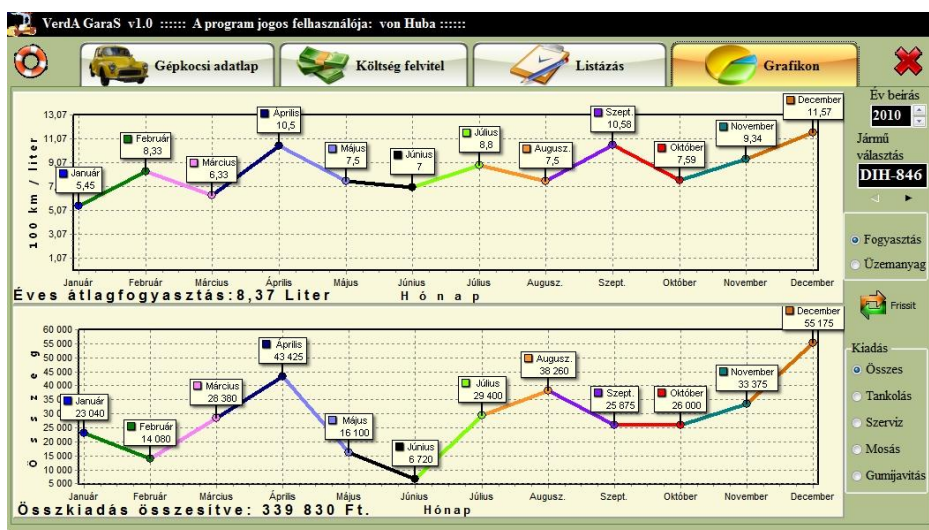 VerdA GaraS v1.0 :::::: A program jogos felhasználója: von Huba ::::::
Gépkocsi adatlap
Költség felvitel
Listázás
Grafikon
Év beírás
2010
Jármű
választás
DIH-846
Fogyasztás
Üzemanyag
Frissit
Kiadás
Összes
Tankolás
Szervíz
Mosás
Gumijavitás
100 km / liter
13,07
11,07
9,07
5,07
3,07
1,07
Január
5,45
Február
8,33
Március
6,33
Április
10,5
Május
7,5
Június
7
Július
8,8
Augusz.
7,5
Szept.
10,58
Október
7,59
November
9,34
December
11,57
Január Február Március Április Május Június Július Augusz. Szept. Október November December
Éves átlagfogyasztás:8,37 Liter
Hónap
Összeg
60 000
55 000
50 000
45 000
40 000
30 000
25 000
20 000
15 000
10 000
5 000
Január
23 040
Február
14 080
Március
28 380
Április
43 425
Május
16 100
Június
6 720
Július
29 400
Augusz.
38 260
Szept.
25 875
Október
26 000
November
33 375
December
55 175
Január Február Március Április Május Június Július Augusz. Szept. Október November December
Összkiadás összesítve: 339 830 Ft.
Hónap